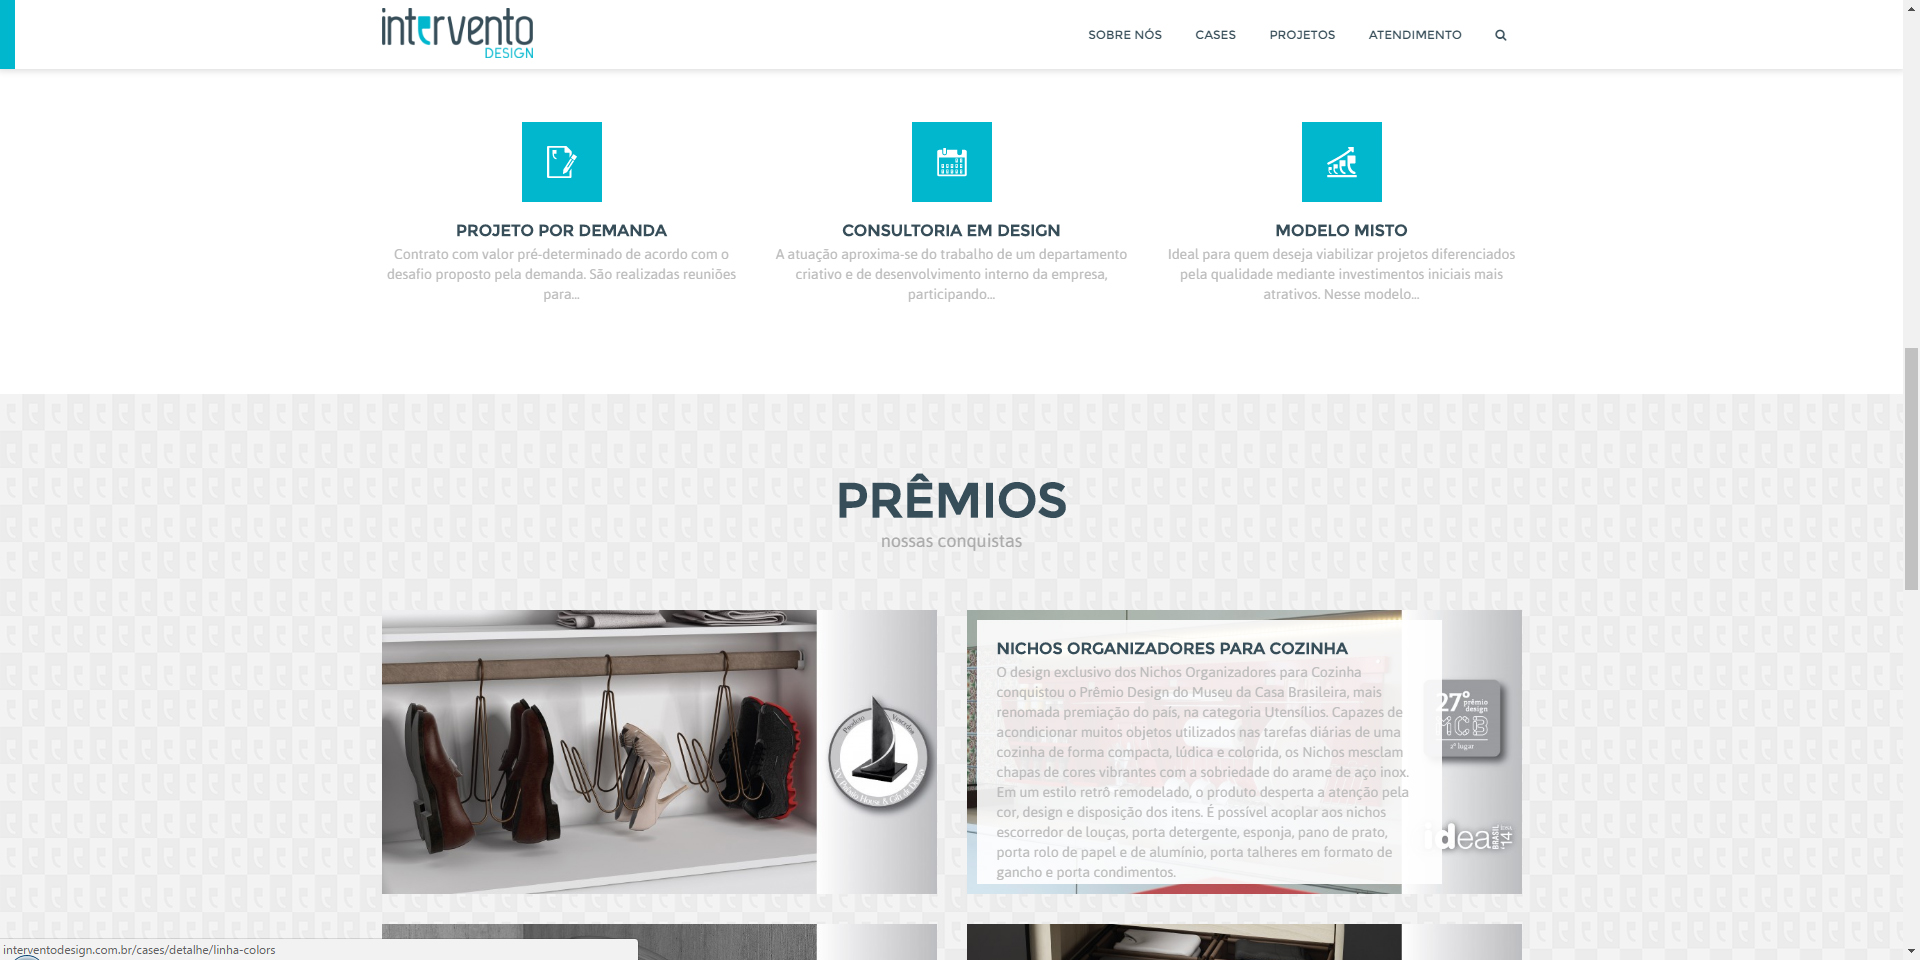 intervento
DESIGN
SOBRE NÓS
CASES
PROJETOS
ATENDIMENTO
PROJETO POR DEMANDA
Contrato com valor pré-determinado de acordo com o
desafio proposto pela demanda. São realizadas reuniões
para...
CONSULTORIA EM DESIGN
A atuação aproxima-se do trabalho de um departamento
criativo e de desenvolvimento interno da empresa,
participando...
MODELO MISTO
Ideal para quem deseja viabilizar projetos diferenciados
pela qualidade mediante investimentos iniciais mais
atrativos. Nesse modelo...
PRÊMIOS
nossas conquistas
Produto Vencedor
House & Gift de Design
NICHOS ORGANIZADORES PARA COZINHA
O design exclusivo dos Nichos Organizadores para Cozinha
conquistou o Prêmio Design do Museu da Casa Brasileira, mais
renomada premiação do país, na categoria Utensílios. Capazes de
acondicionar muitos objetos utilizados nas tarefas diárias de uma
cozinha de forma compacta, lúdica e colorida, os Nichos mesclam
chapas de cores vibrantes com a sobriedade do arame de aço inox.
Em um estilo retrô remodelado, o produto desperta a atenção pela
cor, design e disposição dos itens. É possível acoplar aos nichos
escorredor de louças, porta detergente, esponja, pano de prato,
porta rolo de papel e de alumínio, porta talheres em formato de
gancho e porta condimentos.
27º prêmio
design
MCB
2º lugar
idea BRASIL '14
interventodesign.com.br/cases/detalhe/linha-colors